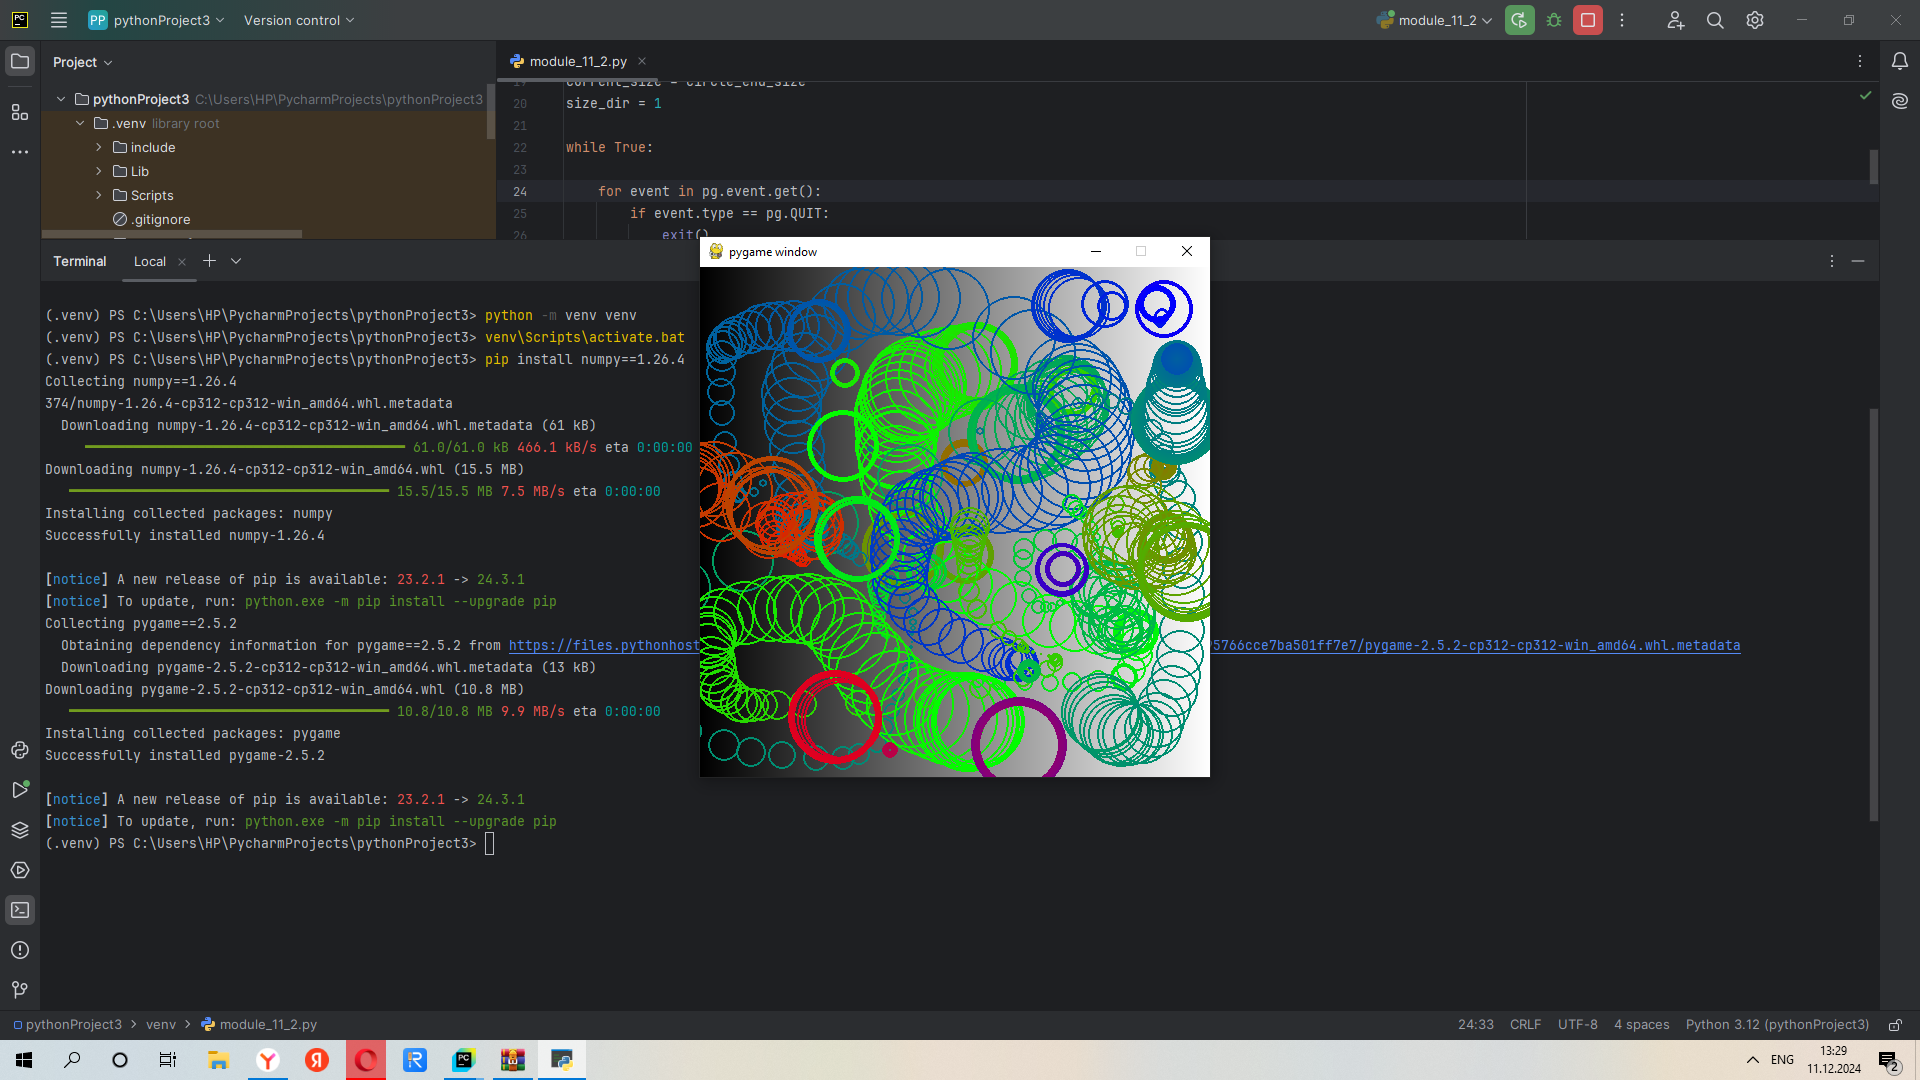 PC
PP pythonProject3 Version control module_11_2
Project
module_11_2.py
pythonProject3 C:\Users\HP\PycharmProjects\pythonProject3
.venv library root
include
Lib
Scripts
.gitignore
19 current_size = circle_end_size
20 size_dir = 1
21
22 while True:
23
24 for event in pg.event.get():
25 if event.type == pg.QUIT:
26 exit()
Terminal Local
pygame window
(.venv) PS C:\Users\HP\PycharmProjects\pythonProject3> python -m venv venv
(.venv) PS C:\Users\HP\PycharmProjects\pythonProject3> venv\Scripts\activate.bat
(.venv) PS C:\Users\HP\PycharmProjects\pythonProject3> pip install numpy==1.26.4
Collecting numpy==1.26.4
374/numpy-1.26.4-cp312-cp312-win_amd64.whl.metadata
Downloading numpy-1.26.4-cp312-cp312-win_amd64.whl.metadata (61 kB)
61.0/61.0 kB 466.1 kB/s eta 0:00:00
Downloading numpy-1.26.4-cp312-cp312-win_amd64.whl (15.5 MB)
15.5/15.5 MB 7.5 MB/s eta 0:00:00
Installing collected packages: numpy
Successfully installed numpy-1.26.4
[notice] A new release of pip is available: 23.2.1 -> 24.3.1
[notice] To update, run: python.exe -m pip install --upgrade pip
Collecting pygame==2.5.2
Obtaining dependency information for pygame==2.5.2 from https://files.pythonhost 5766cce7ba501ff7e7/pygame-2.5.2-cp312-cp312-win_amd64.whl.metadata
Downloading pygame-2.5.2-cp312-cp312-win_amd64.whl.metadata (13 kB)
Downloading pygame-2.5.2-cp312-cp312-win_amd64.whl (10.8 MB)
10.8/10.8 MB 9.9 MB/s eta 0:00:00
Installing collected packages: pygame
Successfully installed pygame-2.5.2
[notice] A new release of pip is available: 23.2.1 -> 24.3.1
[notice] To update, run: python.exe -m pip install --upgrade pip
(.venv) PS C:\Users\HP\PycharmProjects\pythonProject3>
pythonProject3 > venv > module_11_2.py
24:33 CRLF UTF-8 4 spaces Python 3.12 (pythonProject3)
ENG
13:29
11.12.2024
2